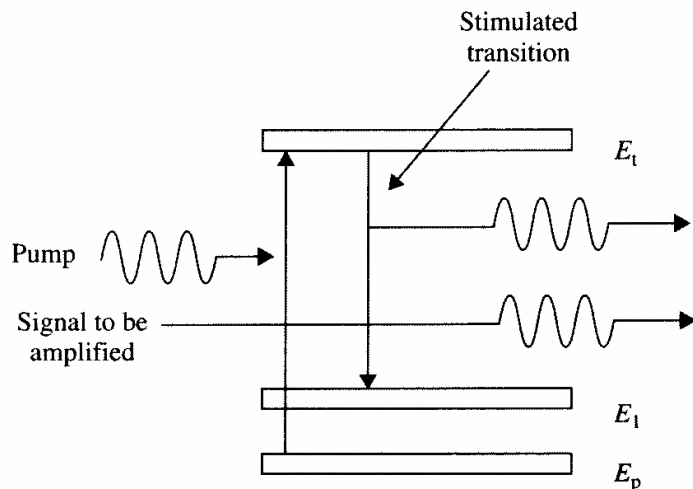 Stimulated
transition
E_t
Pump
Signal to be
amplified
E_1
E_p